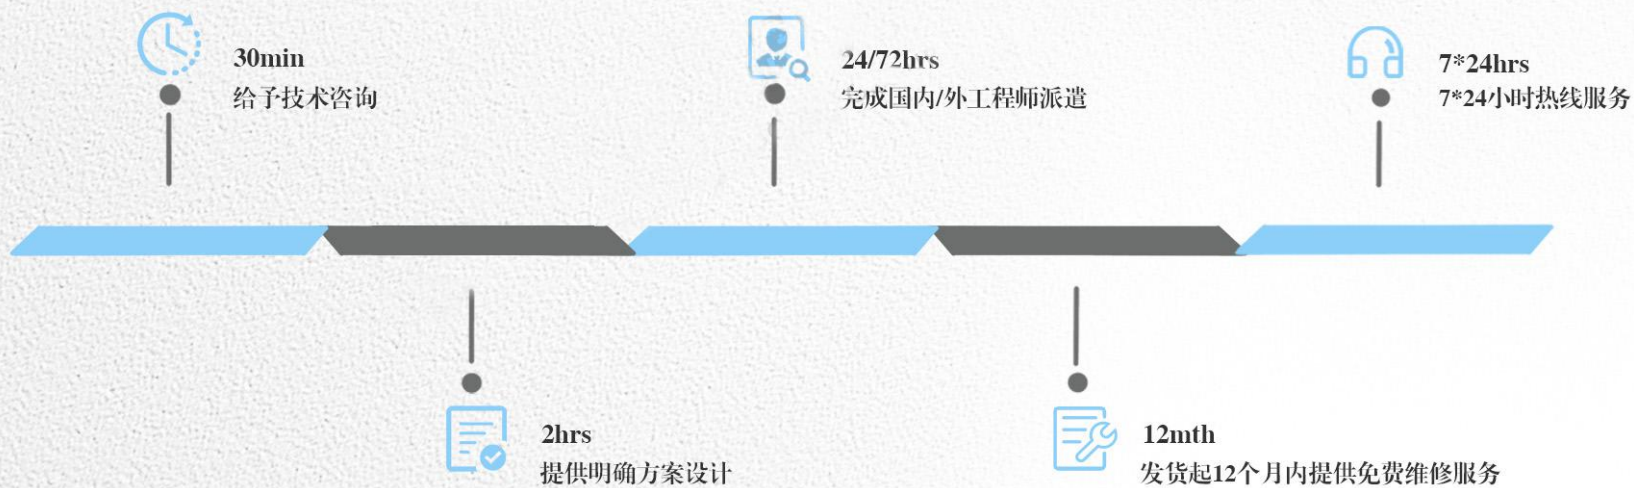 30min
给予技术咨询
2hrs
提供明确方案设计
24/72hrs
完成国内/外工程师派遣
12mth
发货起12个月内提供免费维修服务
7*24hrs
7*24小时热线服务